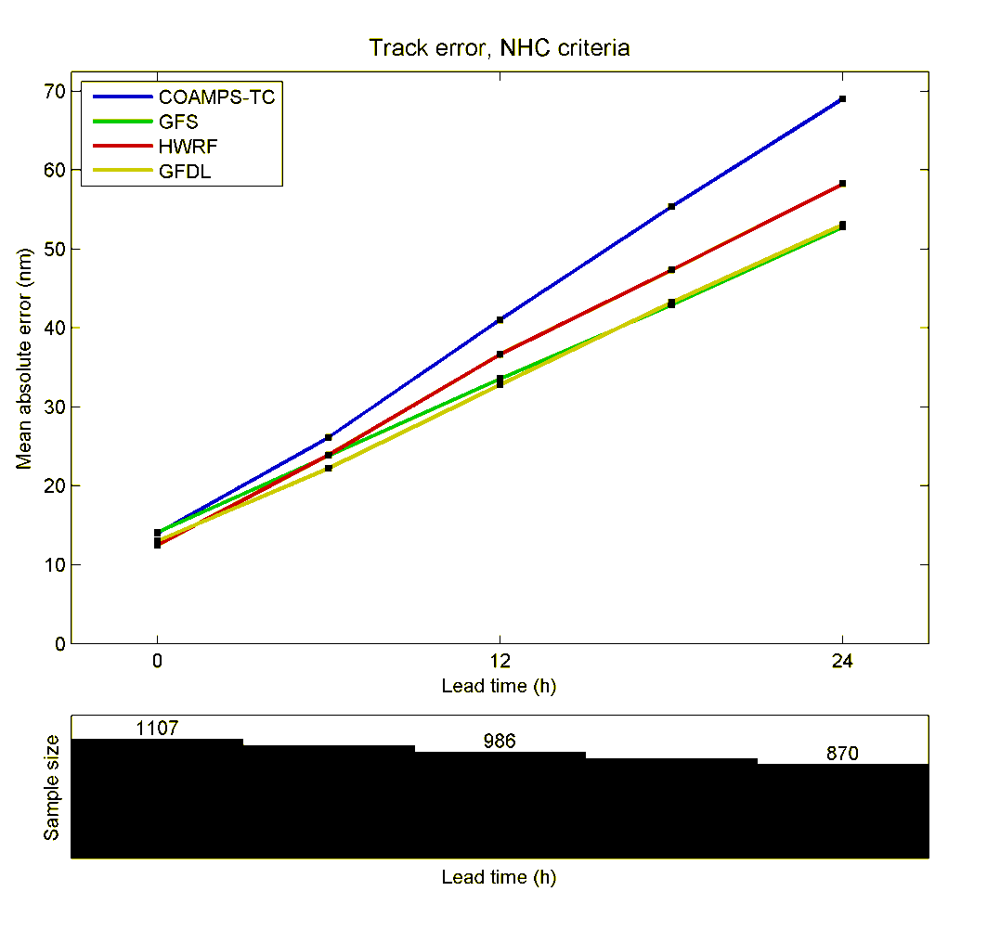 Track error, NHC criteria
COAMPS-TC
GFS
HWRF
GFDL
70
60
50
40
30
20
10
0
Mean absolute error (nm)
0 12 24
Lead time (h)
1107 986 870
Sample size
Lead time (h)